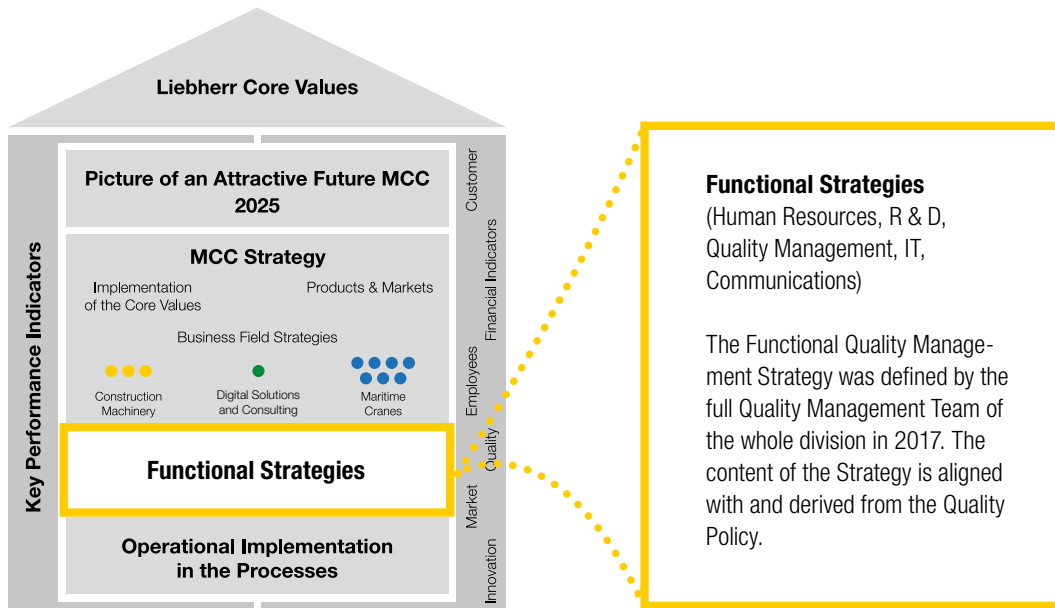 Liebherr Core Values
Key Performance Indicators
Picture of an Attractive Future MCC
2025
MCC Strategy
Implementation
of the Core Values
Products & Markets
Business Field Strategies
Construction
Machinery
Digital Solutions
and Consulting
Maritime
Cranes
Functional Strategies
Operational Implementation
in the Processes
Customer
Financial Indicators
Employees
Quality
Market
Innovation
Functional Strategies
(Human Resources, R & D,
Quality Management, IT,
Communications)
The Functional Quality Manage-
ment Strategy was defined by the
full Quality Management Team of
the whole division in 2017. The
content of the Strategy is aligned
with and derived from the Quality
Policy.